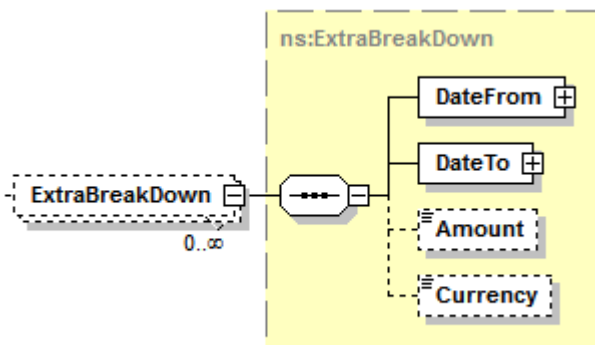 ns:ExtraBreakDown
DateFrom
DateTo
ExtraBreakDown
0..∞
Amount
Currency